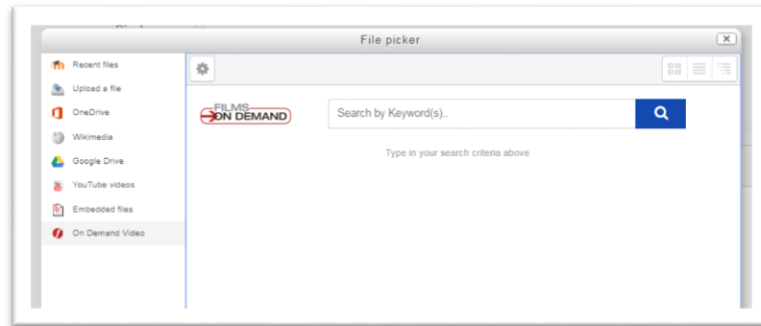 File picker
Recent files
Upload a file
OneDrive
Wikimedia
Google Drive
YouTube videos
Embedded files
On Demand Video
FILMS
ON DEMAND
Search by Keyword(s)..
Type in your search criteria above